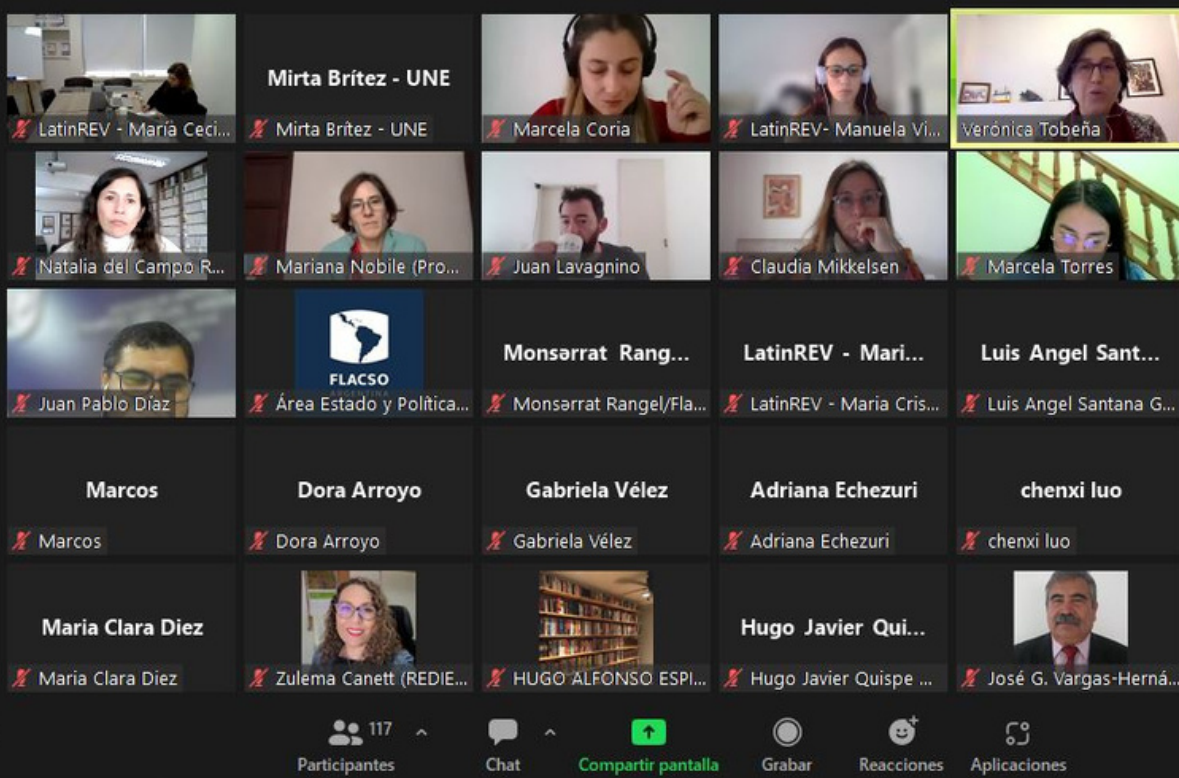 LatinREV - María Ceci...
Mirta Brítez - UNE
Mirta Brítez - UNE
Marcela Coria
LatinREV- Manuela Vi...
Verónica Tobeña
Natalia del Campo R...
Mariana Nobile (Pro...
Juan Lavagnino
Claudia Mikkelsen
Marcela Torres
Juan Pablo Díaz
FLACSO
ARGENTINA
Área Estado y Política...
Monsərrat Rang...
Monsərrat Rangel/Fla...
LatinREV - Mari...
LatinREV - Maria Cris...
Luis Angel Sant...
Luis Angel Santana G...
Marcos
Marcos
Dora Arroyo
Dora Arroyo
Gabriela Vélez
Gabriela Vélez
Adriana Echezuri
Adriana Echezuri
chenxi luo
chenxi luo
Maria Clara Diez
Maria Clara Diez
Zulema Canett (REDIE...
HUGO ALFONSO ESPI...
Hugo Javier Qui...
Hugo Javier Quispe ...
José G. Vargas-Herná...
117
Participantes
Chat
Compartir pantalla
Grabar
Reacciones
Aplicaciones